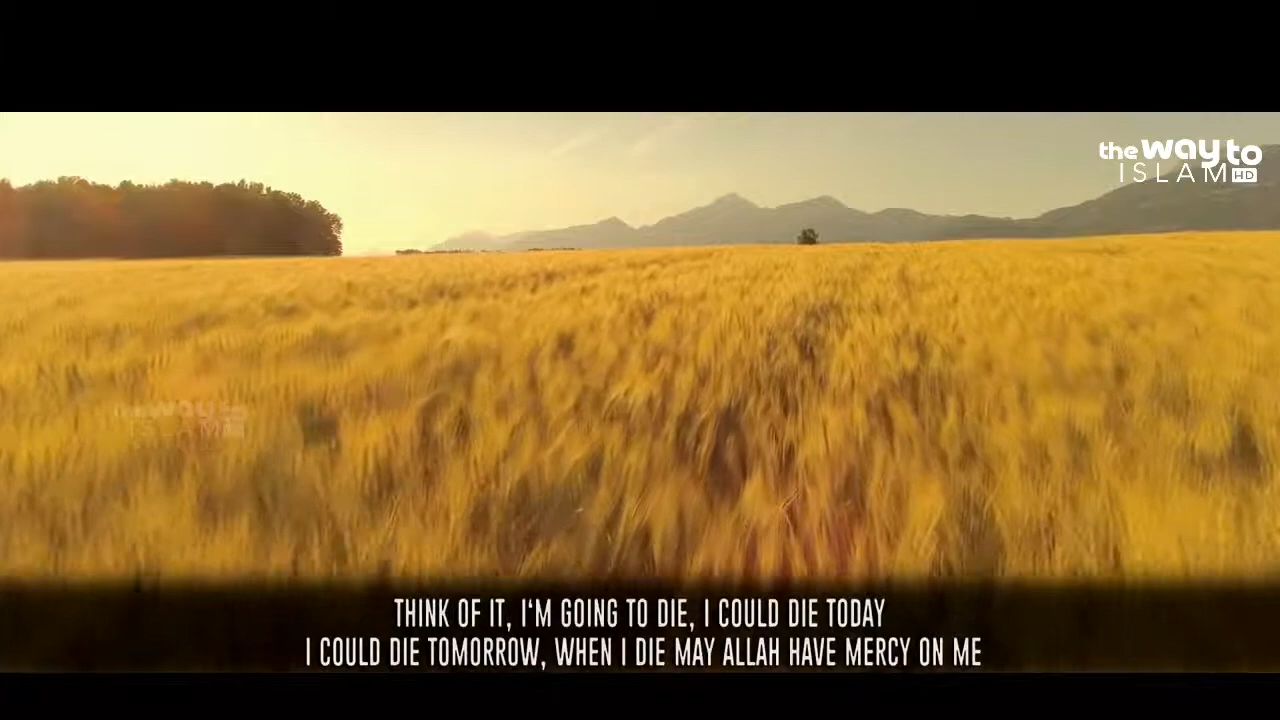 the way to
ISLAM HD
THINK OF IT, I'M GOING TO DIE, I COULD DIE TODAY
I COULD DIE TOMORROW, WHEN I DIE MAY ALLAH HAVE MERCY ON ME